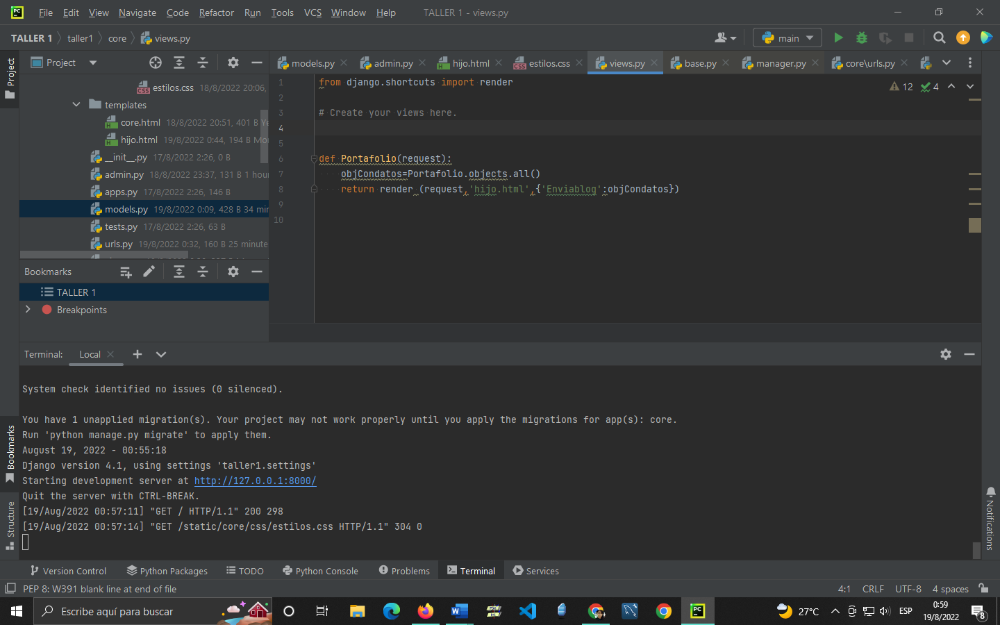 PC File Edit View Navigate Code Refactor Run Tools VCS Window Help TALLER 1 - views.py
TALLER 1 taller1 core views.py main
Project
Project
models.py admin.py hijo.html estilos.css views.py base.py manager.py core\urls.py
estilos.css 18/8/2022 20:06,
templates
core.html 18/8/2022 20:51, 401 B Ye
hijo.html 19/8/2022 0:44, 194 B Mo
__init__.py 17/8/2022 2:26, 0 B
admin.py 18/8/2022 23:37, 131 B 1 hour
apps.py 17/8/2022 2:26, 146 B
models.py 19/8/2022 0:09, 428 B 34 min
tests.py 17/8/2022 2:26, 63 B
urls.py 19/8/2022 0:32, 160 B 25 minute
1 from django.shortcuts import render
2
3 # Create your views here.
4
5
6 def Portafolio(request):
7 objCondatos=Portafolio.objects.all()
8 return render (request,'hijo.html',{'Enviablog':objCondatos})
9
10
12 4
Bookmarks
TALLER 1
Breakpoints
Terminal: Local
System check identified no issues (0 silenced).
You have 1 unapplied migration(s). Your project may not work properly until you apply the migrations for app(s): core.
Run 'python manage.py migrate' to apply them.
August 19, 2022 - 00:55:18
Django version 4.1, using settings 'taller1.settings'
Starting development server at http://127.0.0.1:8000/
Quit the server with CTRL-BREAK.
[19/Aug/2022 00:57:11] "GET / HTTP/1.1" 200 298
[19/Aug/2022 00:57:14] "GET /static/core/css/estilos.css HTTP/1.1" 304 0
Bookmarks
Structure
Notifications
Version Control Python Packages TODO Python Console Problems Terminal Services
PEP 8: W391 blank line at end of file 4:1 CRLF UTF-8 4 spaces
Escribe aquí para buscar 27°C ESP 0:59
19/8/2022 8